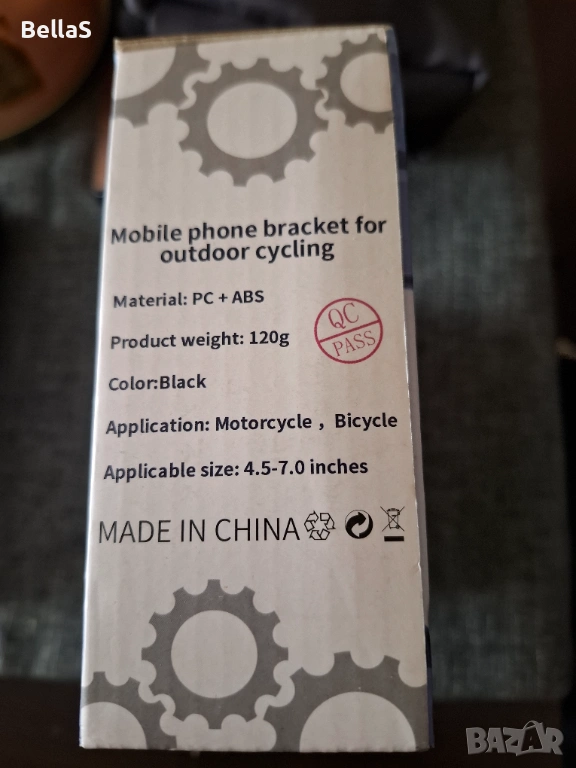 BellaS
Mobile phone bracket for
outdoor cycling
Material: PC + ABS
Product weight: 120g
QC
PASS
Color:Black
Application: Motorcycle , Bicycle
Applicable size: 4.5-7.0 inches
MADE IN CHINA
BAZAR